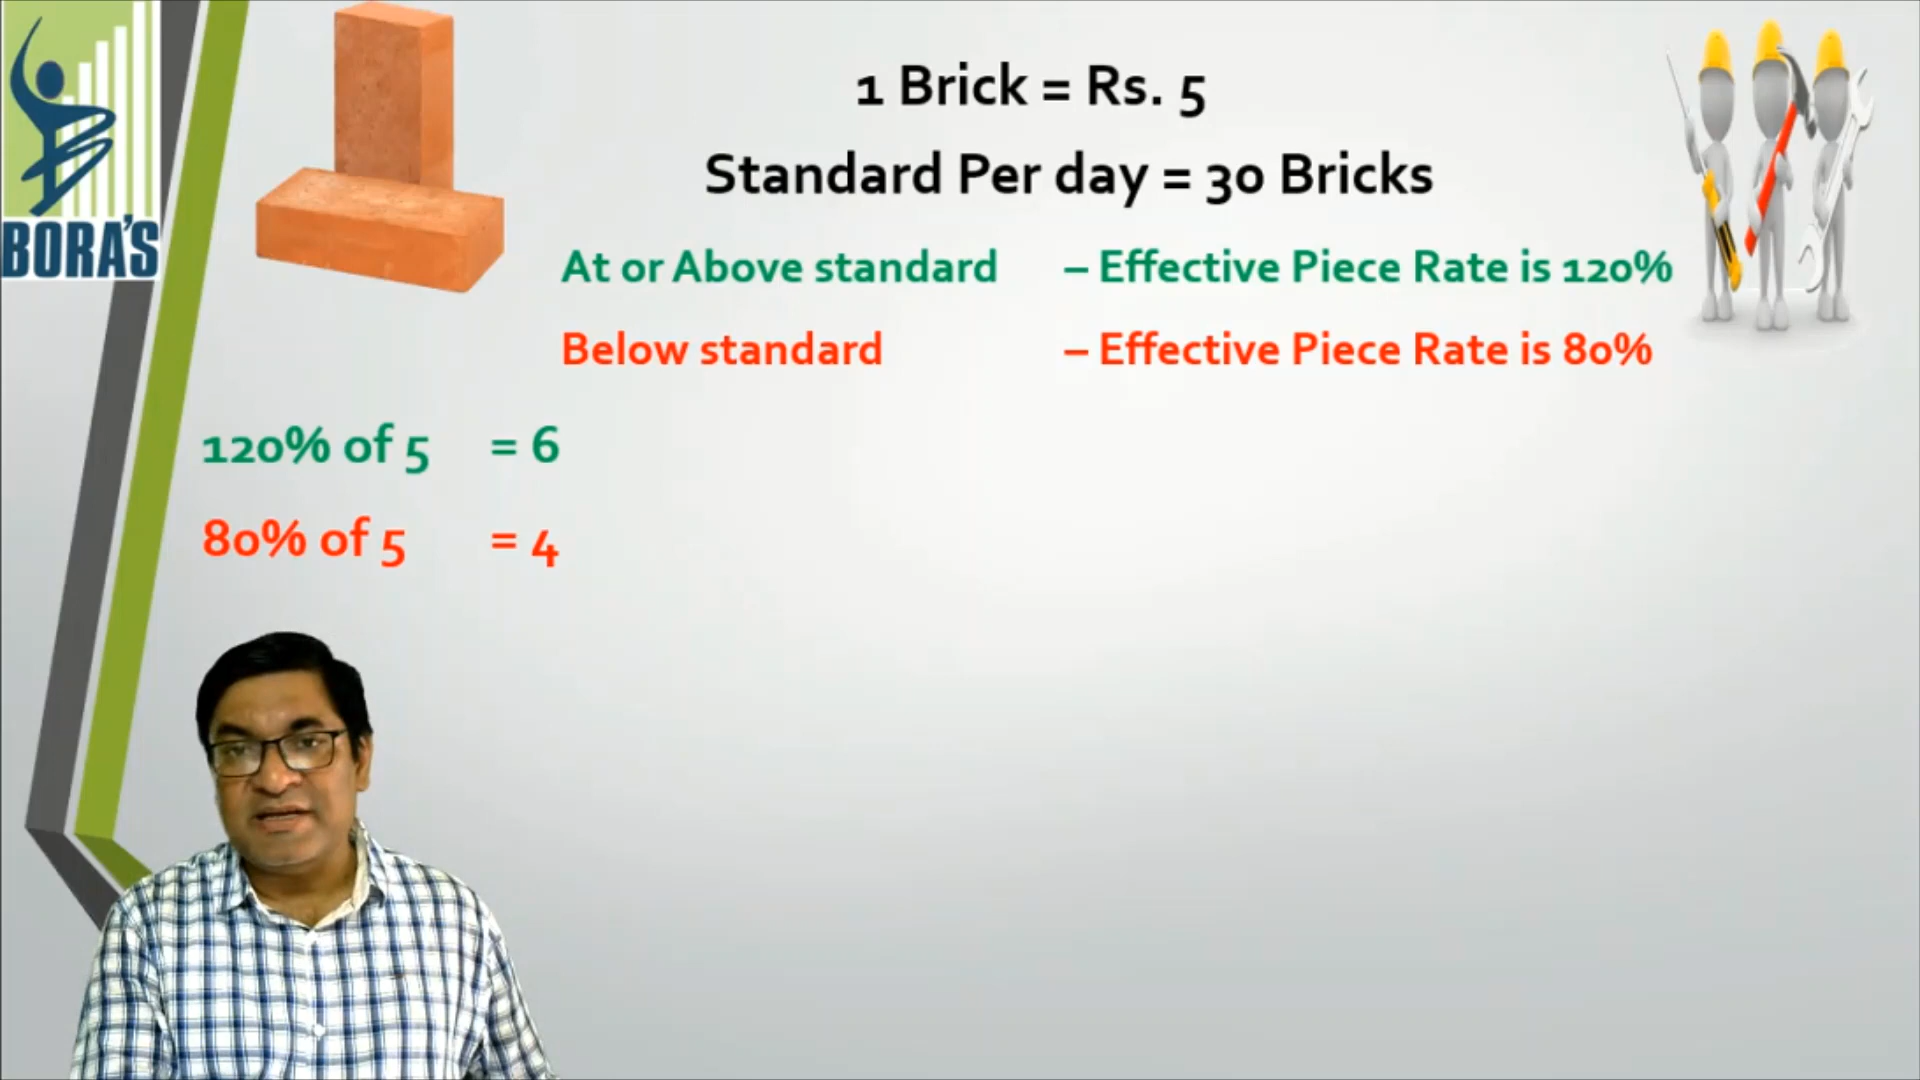 BORA'S
1 Brick = Rs. 5
Standard Per day = 30 Bricks
At or Above standard – Effective Piece Rate is 120%
Below standard – Effective Piece Rate is 80%
120% of 5 = 6
80% of 5 = 4